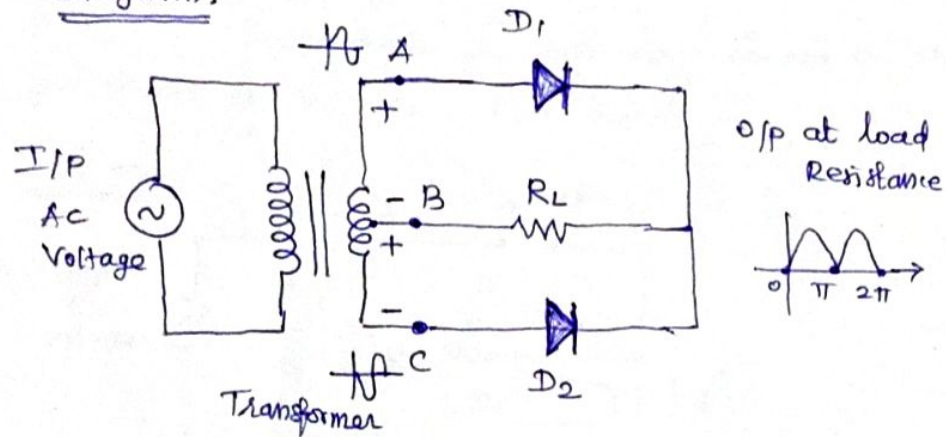 D1
A
+
I/P
AC
Voltage
~
- B
+
RL
-
C
D2
Transformer
O/p at load
Resistance
0 π 2π